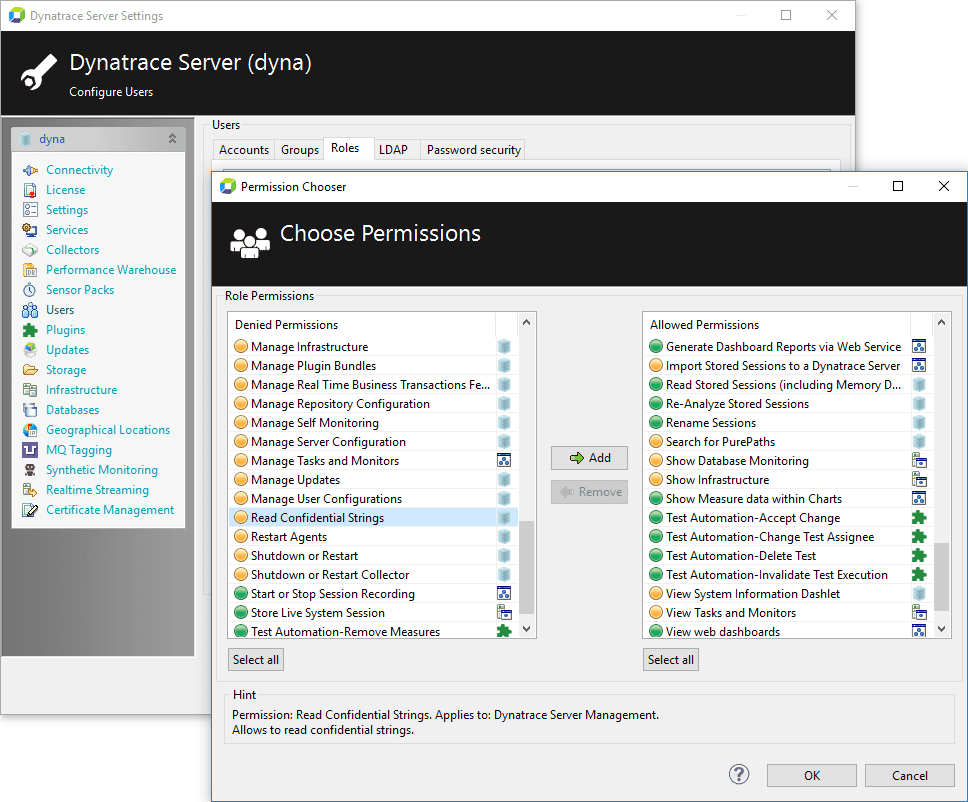 Dynatrace Server Settings
Dynatrace Server (dyna)
Configure Users
dyna
Connectivity
License
Settings
Services
Collectors
Performance Warehouse
Sensor Packs
Users
Plugins
Updates
Storage
Infrastructure
Databases
Geographical Locations
MQ Tagging
Synthetic Monitoring
Realtime Streaming
Certificate Management
Users
Accounts Groups Roles LDAP Password security
Permission Chooser
Choose Permissions
Role Permissions
Denied Permissions
Manage Infrastructure
Manage Plugin Bundles
Manage Real Time Business Transactions Fe...
Manage Repository Configuration
Manage Self Monitoring
Manage Server Configuration
Manage Tasks and Monitors
Manage Updates
Manage User Configurations
Read Confidential Strings
Restart Agents
Shutdown or Restart
Shutdown or Restart Collector
Start or Stop Session Recording
Store Live System Session
Test Automation-Remove Measures
Select all
Add
Remove
Allowed Permissions
Generate Dashboard Reports via Web Service
Import Stored Sessions to a Dynatrace Server
Read Stored Sessions (including Memory D...
Re-Analyze Stored Sessions
Rename Sessions
Search for PurePaths
Show Database Monitoring
Show Infrastructure
Show Measure data within Charts
Test Automation-Accept Change
Test Automation-Change Test Assignee
Test Automation-Delete Test
Test Automation-Invalidate Test Execution
View System Information Dashlet
View Tasks and Monitors
View web dashboards
Select all
Hint
Permission: Read Confidential Strings. Applies to: Dynatrace Server Management.
Allows to read confidential strings.
?
OK
Cancel